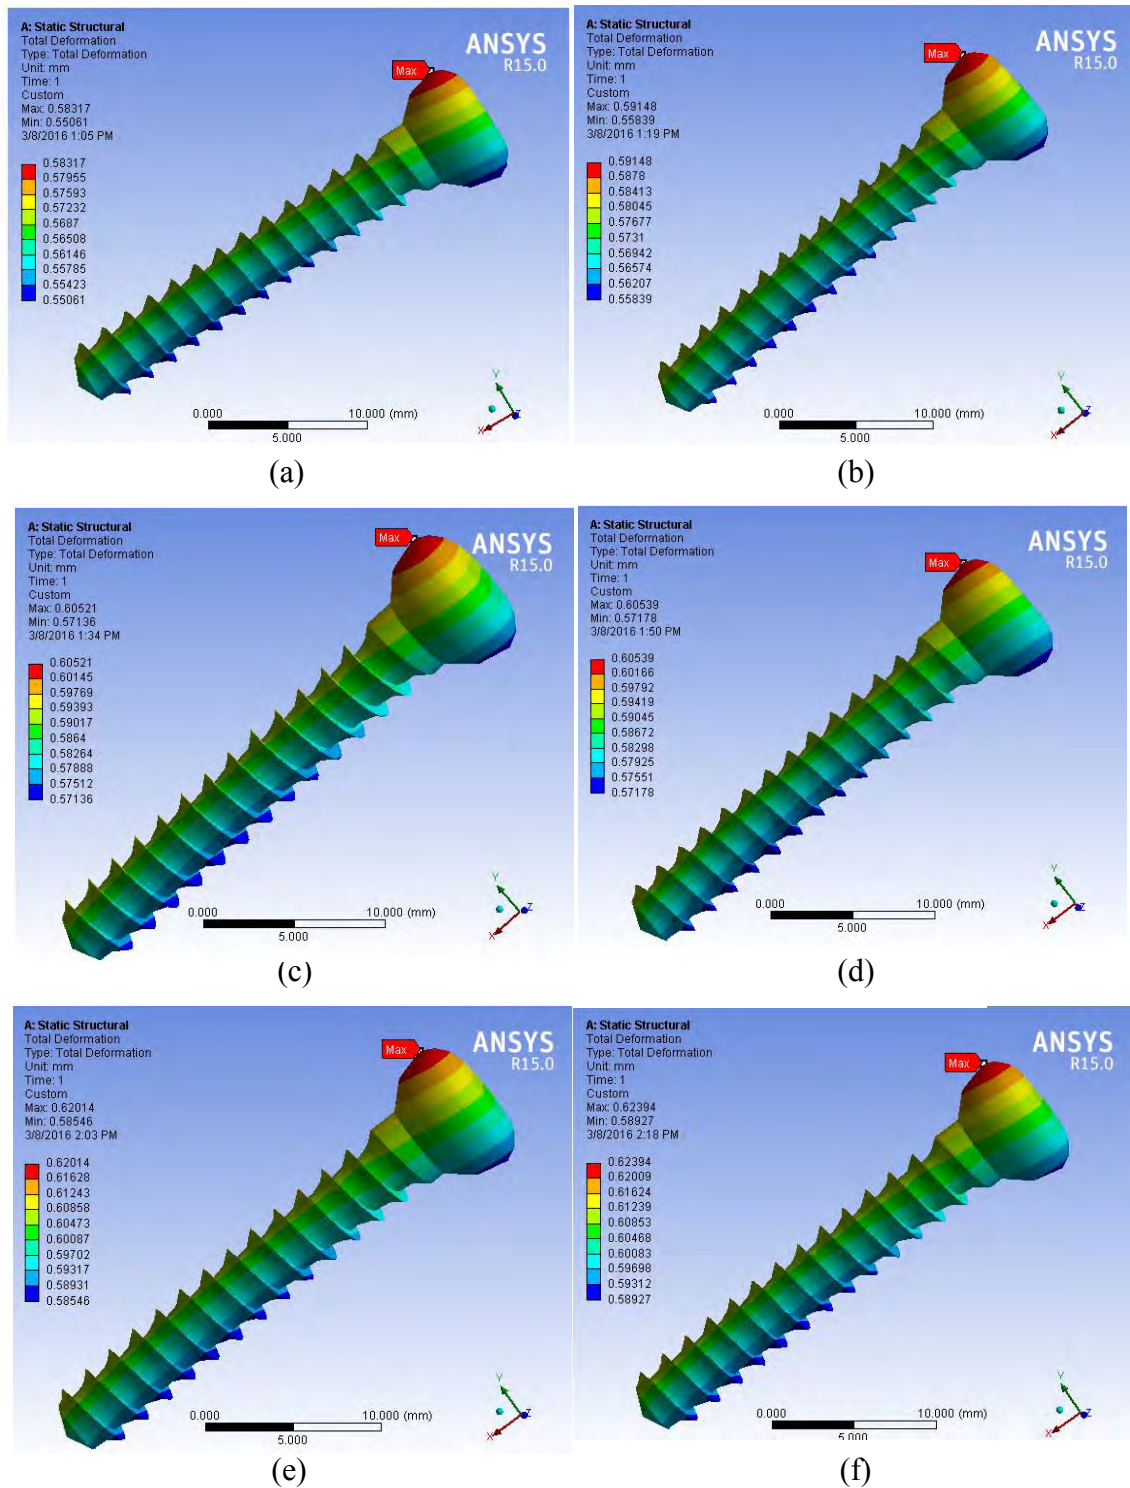 A: Static Structural
Total Deformation
Type: Total Deformation
Unit: mm
Time: 1
Custom
Max: 0.58317
Min: 0.55061
3/8/2016 1:05 PM
ANSYS
R15.0
Max
0.58317
0.57955
0.57593
0.57232
0.5687
0.56508
0.56146
0.55785
0.55423
0.55061
0.000
10.000 (mm)
5.000
Y
Z
X
(a)
A: Static Structural
Total Deformation
Type: Total Deformation
Unit: mm
Time: 1
Custom
Max: 0.59148
Min: 0.55839
3/8/2016 1:19 PM
ANSYS
R15.0
Max
0.59148
0.5878
0.58413
0.58045
0.57677
0.5731
0.56942
0.56574
0.56207
0.55839
0.000
10.000 (mm)
5.000
Y
Z
X
(b)
A: Static Structural
Total Deformation
Type: Total Deformation
Unit: mm
Time: 1
Custom
Max: 0.60521
Min: 0.57136
3/8/2016 1:34 PM
ANSYS
R15.0
Max
0.60521
0.60145
0.59769
0.59393
0.59017
0.5864
0.58264
0.57888
0.57512
0.57136
0.000
10.000 (mm)
5.000
Y
Z
X
(c)
A: Static Structural
Total Deformation
Type: Total Deformation
Unit: mm
Time: 1
Custom
Max: 0.60539
Min: 0.57178
3/8/2016 1:50 PM
ANSYS
R15.0
Max
0.60539
0.60166
0.59792
0.59419
0.59045
0.58672
0.58298
0.57925
0.57551
0.57178
0.000
10.000 (mm)
5.000
Y
Z
X
(d)
A: Static Structural
Total Deformation
Type: Total Deformation
Unit: mm
Time: 1
Custom
Max: 0.62014
Min: 0.58546
3/8/2016 2:03 PM
ANSYS
R15.0
Max
0.62014
0.61628
0.61243
0.60858
0.60473
0.60087
0.59702
0.59317
0.58931
0.58546
0.000
10.000 (mm)
5.000
Y
Z
X
(e)
A: Static Structural
Total Deformation
Type: Total Deformation
Unit: mm
Time: 1
Custom
Max: 0.62394
Min: 0.58927
3/8/2016 2:18 PM
ANSYS
R15.0
Max
0.62394
0.62009
0.61624
0.61239
0.60853
0.60468
0.60083
0.59698
0.59312
0.58927
0.000
10.000 (mm)
5.000
Y
Z
X
(f)